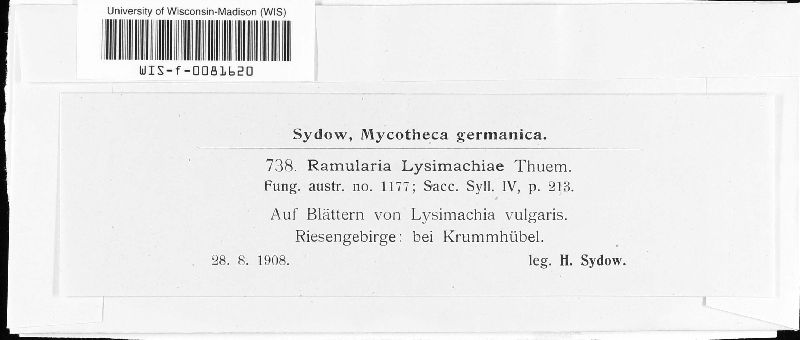 University of Wisconsin-Madison (WIS)
WIS-f-0081620
Sydow, Mycotheca germanica.
738. Ramularia Lysimachiae Thuem.
Fung. austr. no. 1177; Sacc. Syll. IV, p. 213.
Auf Blättern von Lysimachia vulgaris.
Riesengebirge: bei Krummhübel.
28. 8. 1908. leg. H. Sydow.